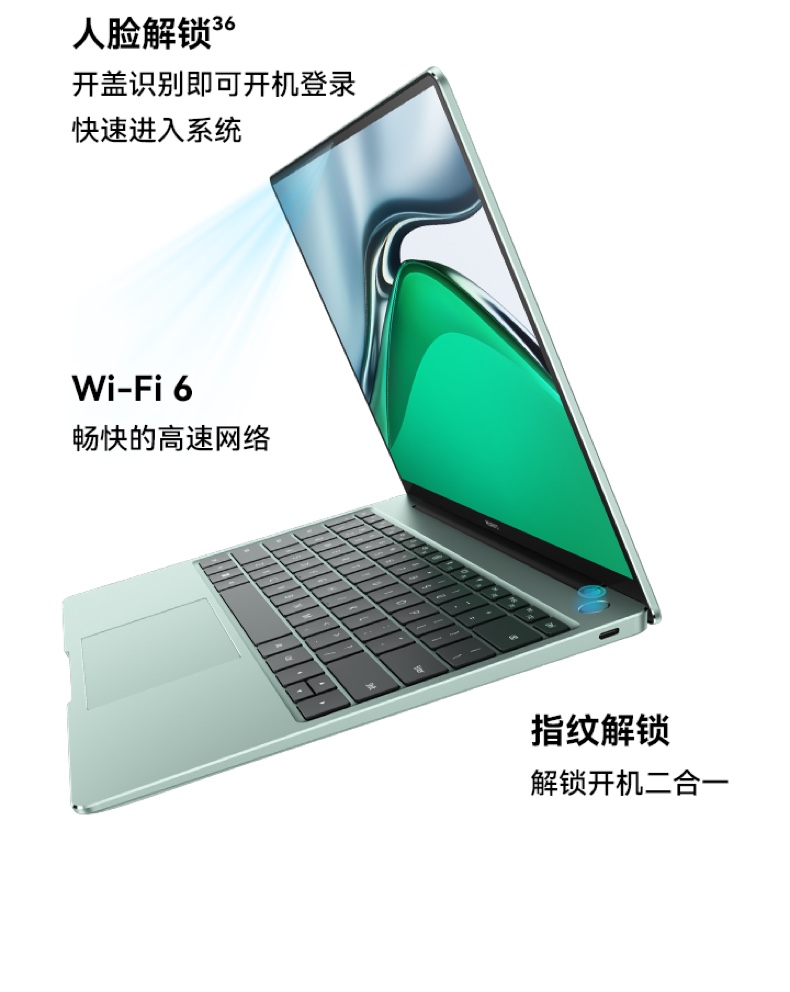 人脸解锁³⁶
开盖识别即可开机登录
快速进入系统
Wi-Fi 6
畅快的高速网络
HUAWEI
指纹解锁
解锁开机二合一